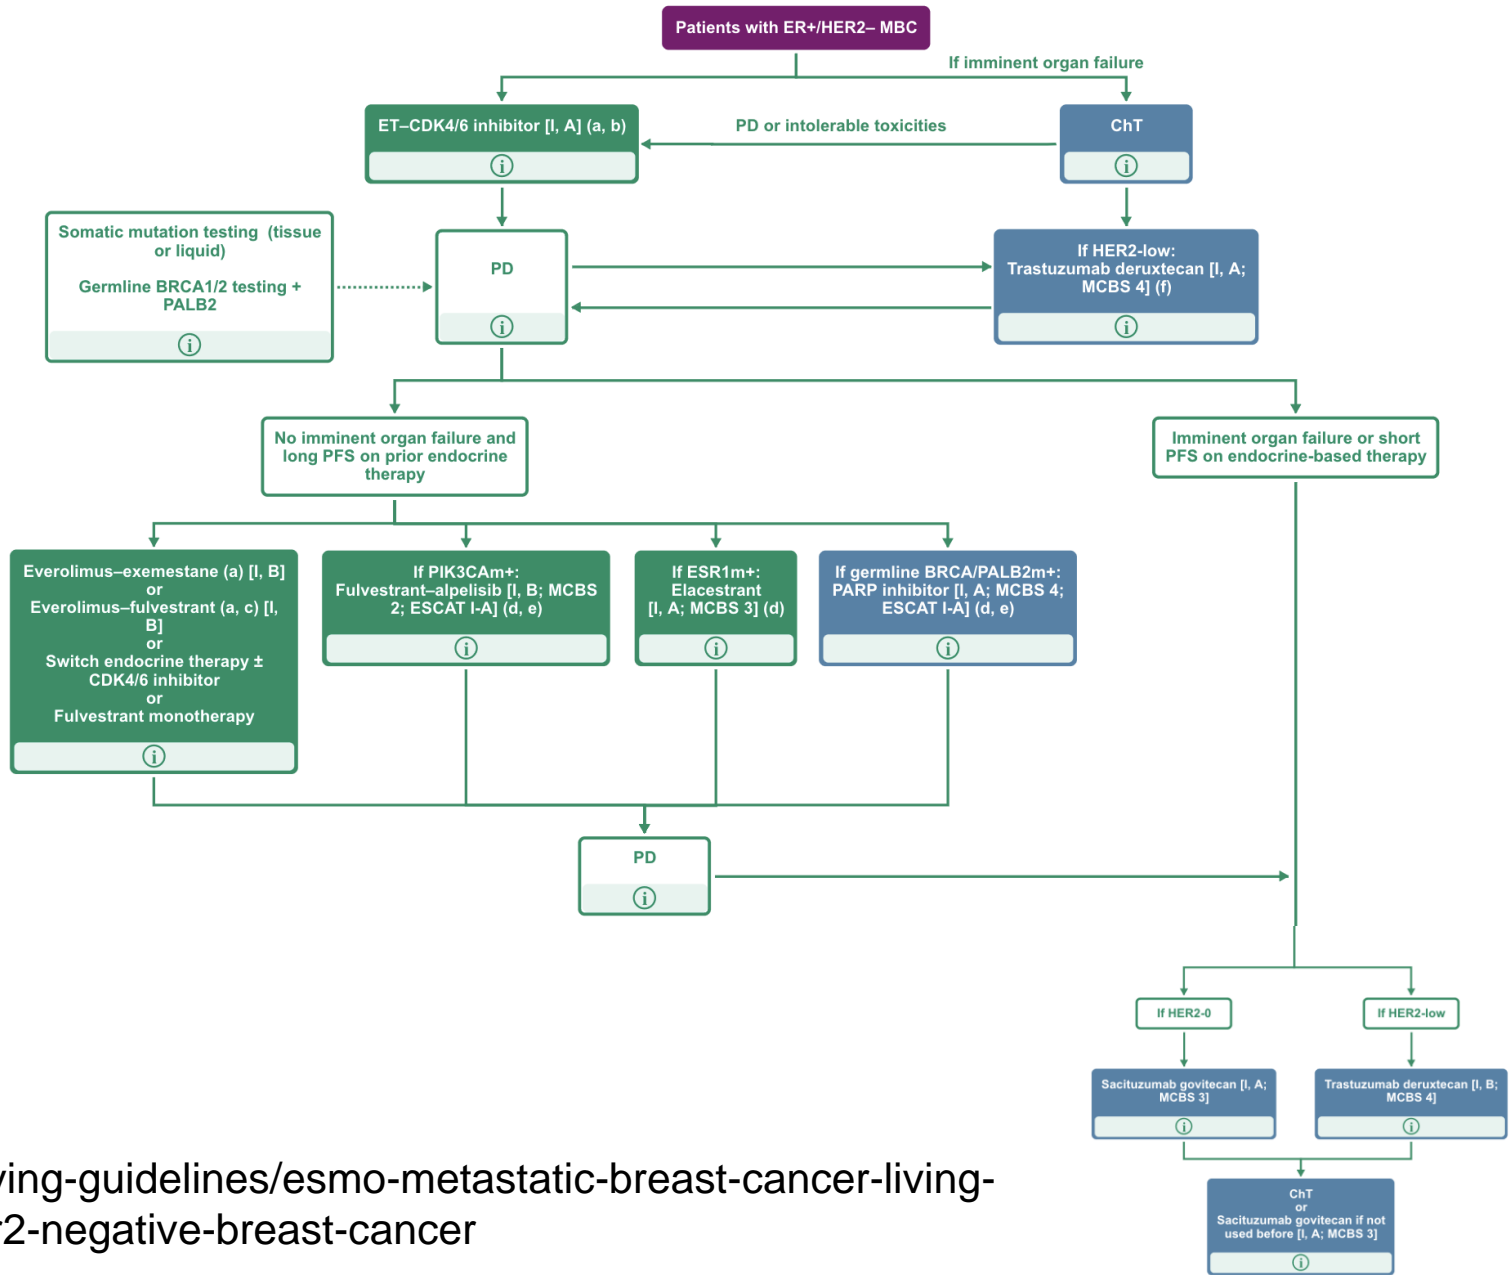 Patients with ER+/HER2– MBC
If imminent organ failure
ET–CDK4/6 inhibitor [I, A] (a, b)
PD or intolerable toxicities
ChT
Somatic mutation testing (tissue
or liquid)
Germline BRCA1/2 testing +
PALB2
PD
If HER2-low:
Trastuzumab deruxtecan [I, A;
MCBS 4] (f)
No imminent organ failure and
long PFS on prior endocrine
therapy
Imminent organ failure or short
PFS on endocrine-based therapy
Everolimus–exemestane (a) [I, B]
or
Everolimus–fulvestrant (a, c) [I,
B]
or
Switch endocrine therapy ±
CDK4/6 inhibitor
or
Fulvestrant monotherapy
If PIK3CAm+:
Fulvestrant–alpelisib [I, B; MCBS
2; ESCAT I-A] (d, e)
If ESR1m+:
Elacestrant
[I, A; MCBS 3] (d)
If germline BRCA/PALB2m+:
PARP inhibitor [I, A; MCBS 4;
ESCAT I-A] (d, e)
PD
If HER2-0
If HER2-low
Sacituzumab govitecan [I, A;
MCBS 3]
Trastuzumab deruxtecan [I, B;
MCBS 4]
ChT
or
Sacituzumab govitecan if not
used before [I, A; MCBS 3]
ving-guidelines/esmo-metastatic-breast-cancer-living-
r2-negative-breast-cancer